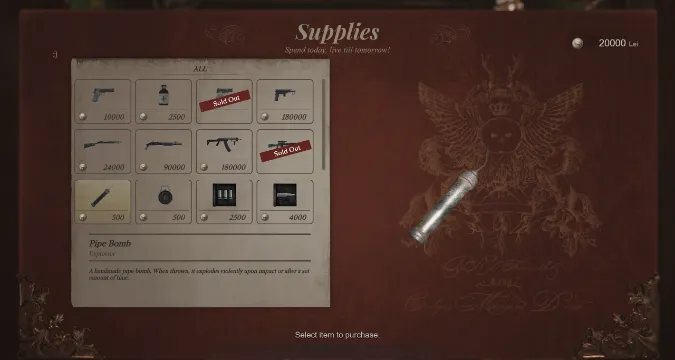 Supplies
Spend today, live till tomorrow!
20000 Lei
ALL
10000
2500
Sold Out
180000
24000
90000
180000
Sold Out
500
500
2500
4000
Pipe Bomb
Explosive
A handmade pipe bomb. When thrown, it explodes violently upon impact or after a set
amount of time.
Select item to purchase.